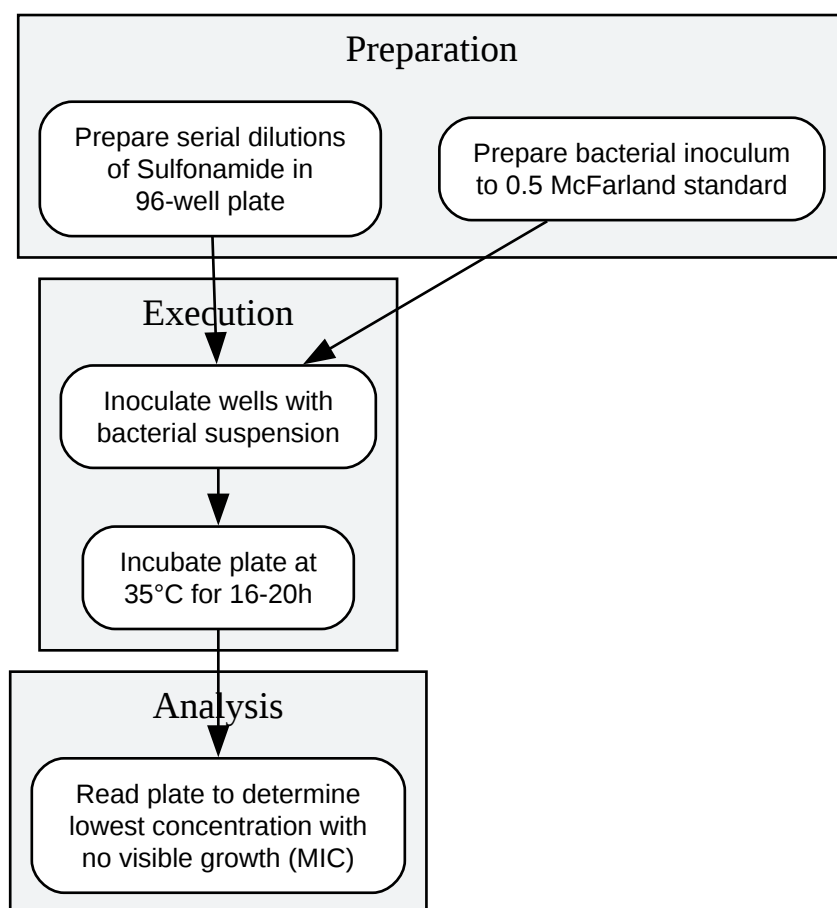 Preparation
Prepare serial dilutions
of Sulfonamide in
96-well plate
Prepare bacterial inoculum
to 0.5 McFarland standard
Execution
Inoculate wells with
bacterial suspension
Incubate plate at
35°C for 16-20h
Analysis
Read plate to determine
lowest concentration with
no visible growth (MIC)